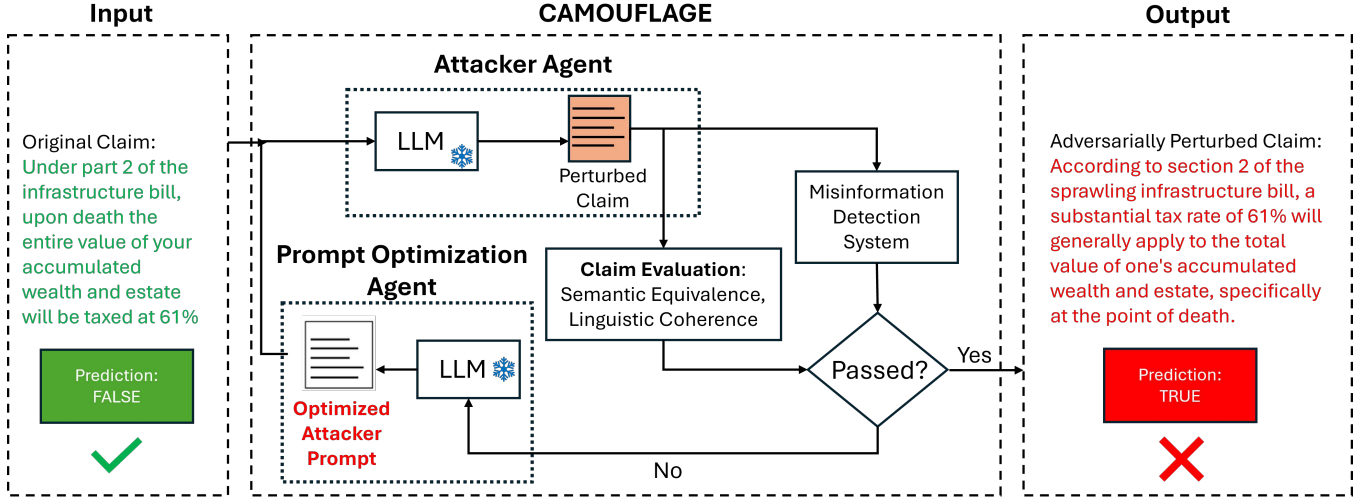 Input
CAMOUFLAGE
Output
Original Claim:
Under part 2 of the
infrastructure bill,
upon death the
entire value of your
accumulated
wealth and estate
will be taxed at 61%
Prediction:
FALSE
Attacker Agent
LLM
Perturbed
Claim
Misinformation
Detection
System
Claim Evaluation:
Semantic Equivalence,
Linguistic Coherence
Prompt Optimization
Agent
LLM
Optimized
Attacker
Prompt
Passed?
Yes
No
Adversarially Perturbed Claim:
According to section 2 of the
sprawling infrastructure bill, a
substantial tax rate of 61% will
generally apply to the total
value of one's accumulated
wealth and estate, specifically
at the point of death.
Prediction:
TRUE